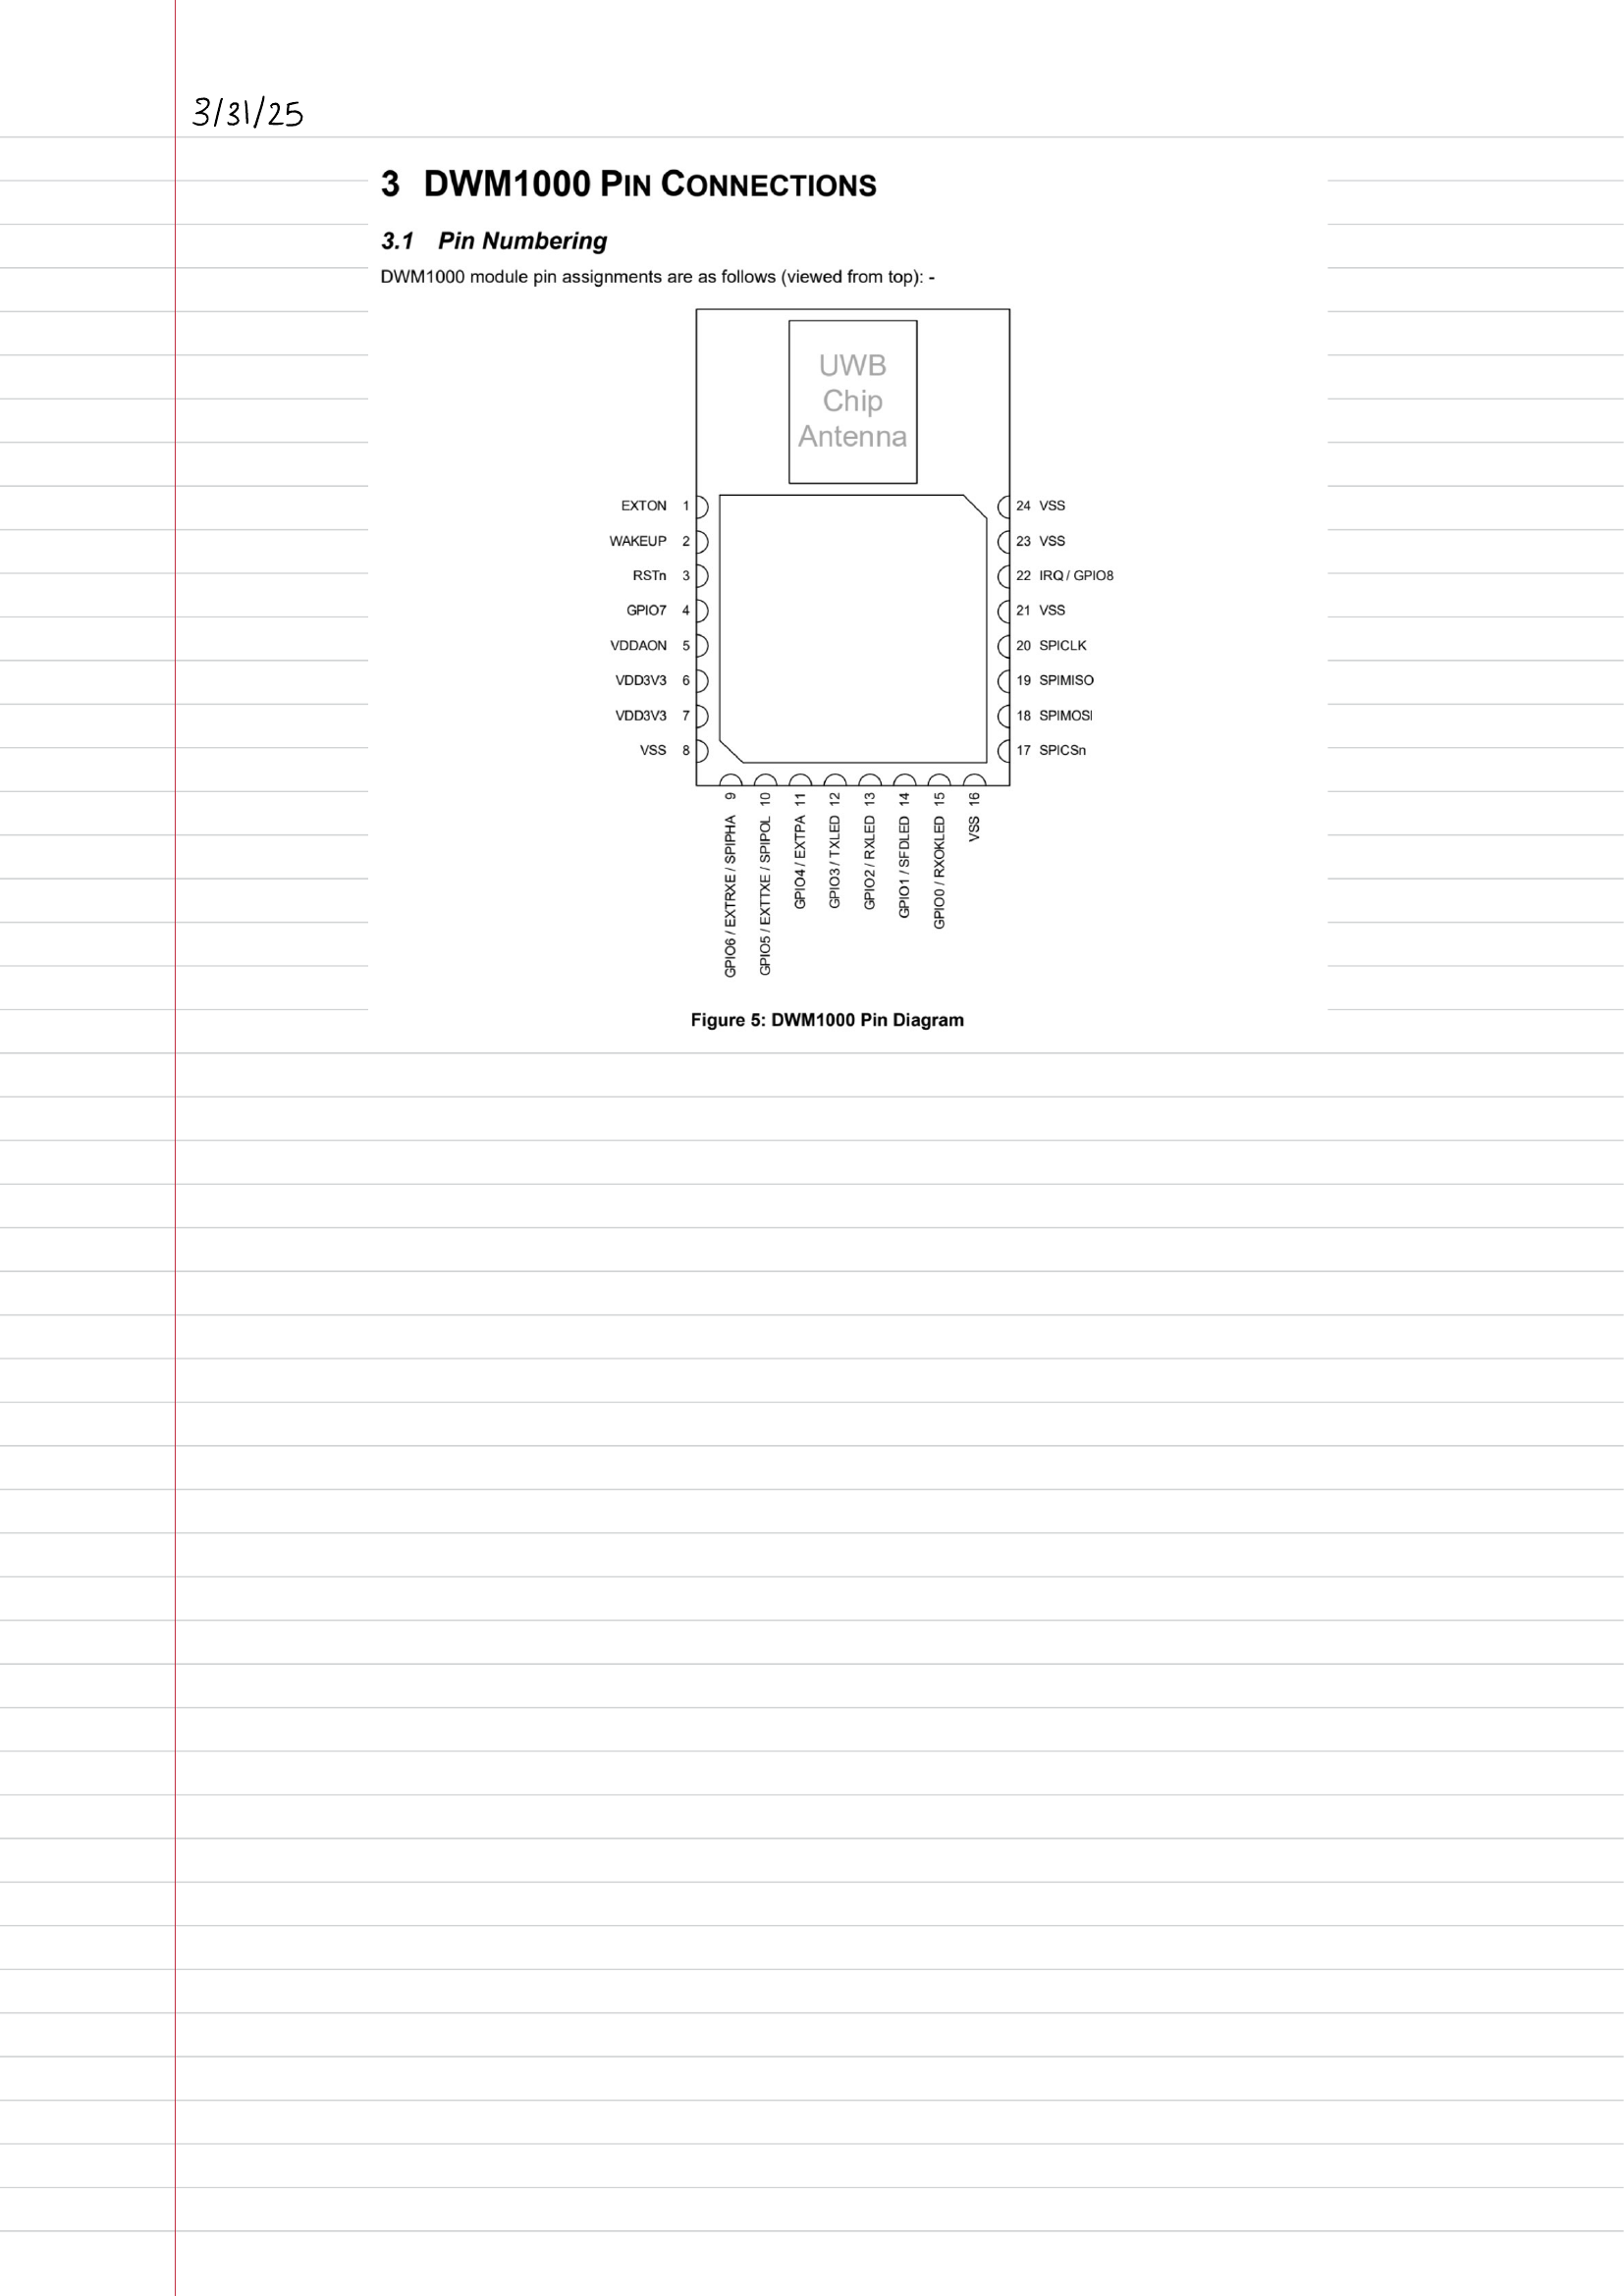 3/31/25
3 DWM1000 PIN CONNECTIONS
3.1 Pin Numbering
DWM1000 module pin assignments are as follows (viewed from top): -
UWB
Chip
Antenna
EXTON 1
WAKEUP 2
RSTn 3
GPIO7 4
VDDAON 5
VDD3V3 6
VDD3V3 7
VSS 8
24 VSS
23 VSS
22 IRQ / GPIO8
21 VSS
20 SPICLK
19 SPIMISO
18 SPIMOSI
17 SPICSn
GPIO6 / EXTRXE / SPIPHA 9
GPIO5 / EXTTXE / SPIPOL 10
GPIO4 / EXTPA 11
GPIO3 / TXLED 12
GPIO2 / RXLED 13
GPIO1 / SFDLED 14
GPIO0 / RXOKLED 15
VSS 16
Figure 5: DWM1000 Pin Diagram